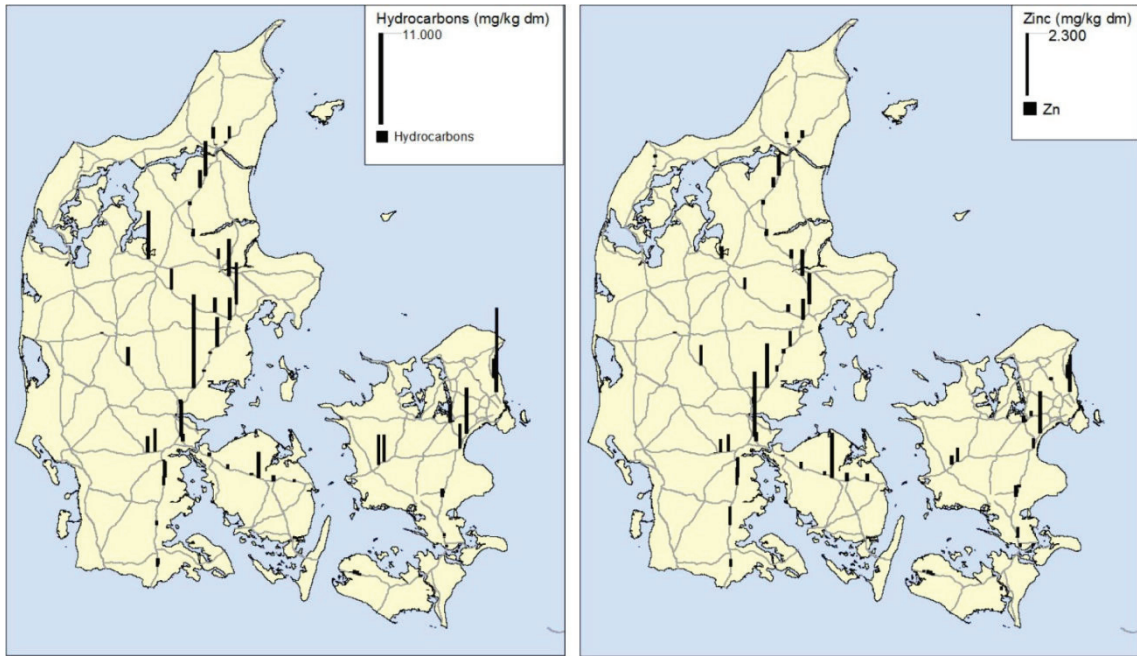 Hydrocarbons (mg/kg dm)
11.000
Hydrocarbons
Zinc (mg/kg dm)
2.300
Zn